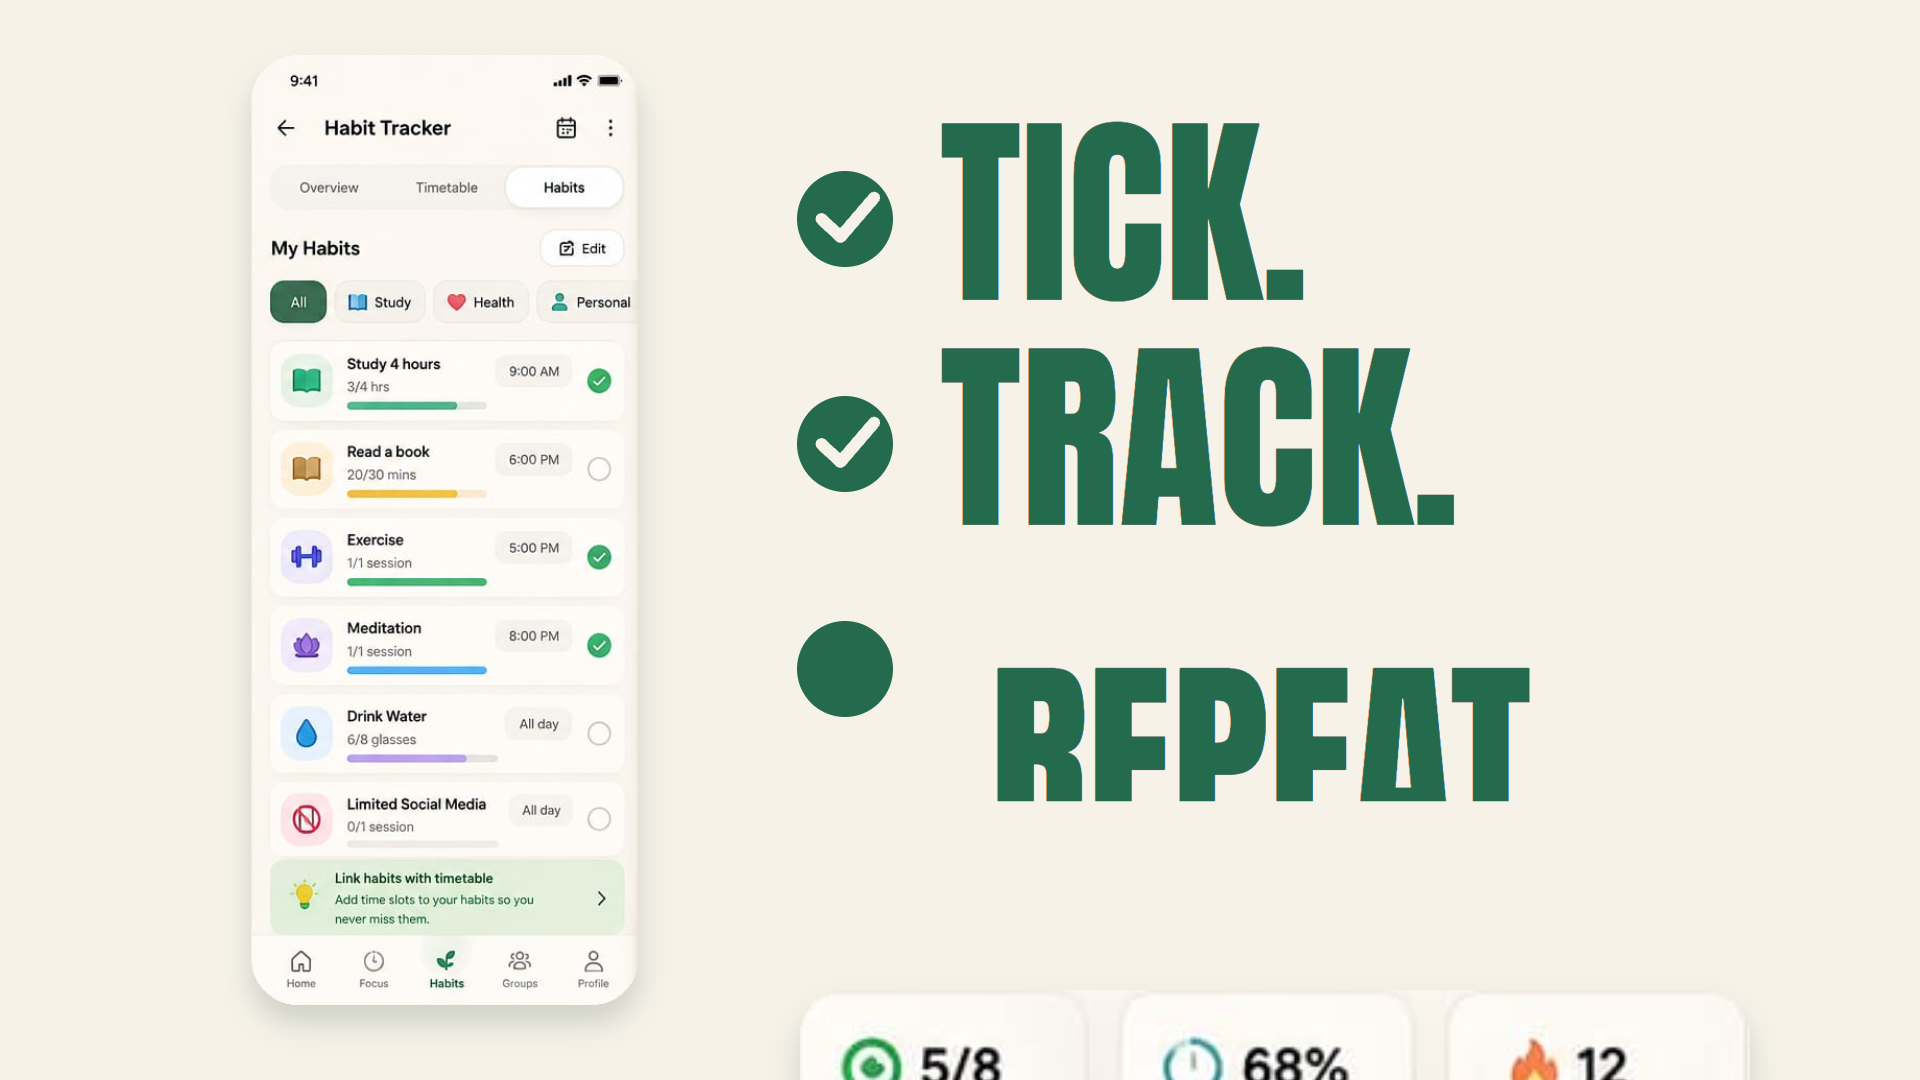 9:41
Habit Tracker
Overview Timetable Habits
My Habits
Edit
All Study Health Personal
Study 4 hours
3/4 hrs
9:00 AM
Read a book
20/30 mins
6:00 PM
Exercise
1/1 session
5:00 PM
Meditation
1/1 session
8:00 PM
Drink Water
6/8 glasses
All day
Limited Social Media
0/1 session
All day
Link habits with timetable
Add time slots to your habits so you
never miss them.
Home Focus Habits Groups Profile
TICK.
TRACK.
REPEAT
5/8 68% 12